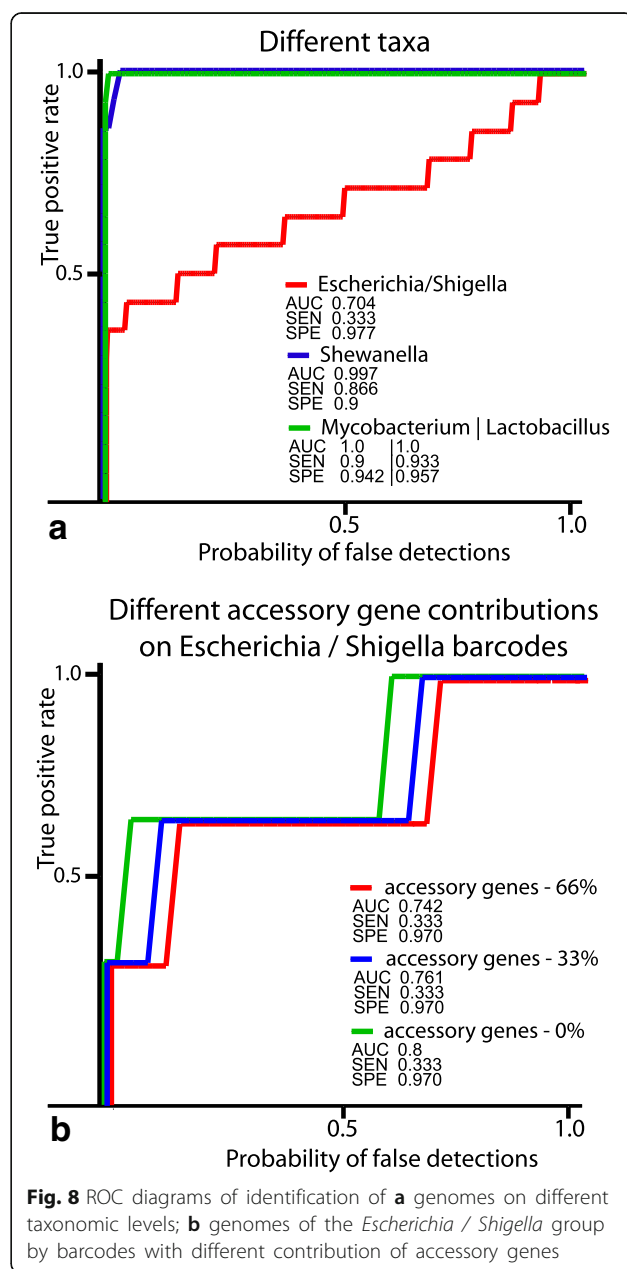 Different taxa
1.0
True positive rate
0.5
Escherichia/Shigella
AUC 0.704
SEN 0.333
SPE 0.977
Shewanella
AUC 0.997
SEN 0.866
SPE 0.9
Mycobacterium | Lactobacillus
AUC 1.0 | 1.0
SEN 0.9 | 0.933
SPE 0.942 | 0.957
a
0.5
1.0
Probability of false detections
Different accessory gene contributions
on Escherichia / Shigella barcodes
1.0
True positive rate
0.5
accessory genes - 66%
AUC 0.742
SEN 0.333
SPE 0.970
accessory genes - 33%
AUC 0.761
SEN 0.333
SPE 0.970
accessory genes - 0%
AUC 0.8
SEN 0.333
SPE 0.970
b
0.5
1.0
Probability of false detections
Fig. 8 ROC diagrams of identification of a genomes on different
taxonomic levels; b genomes of the Escherichia / Shigella group
by barcodes with different contribution of accessory genes